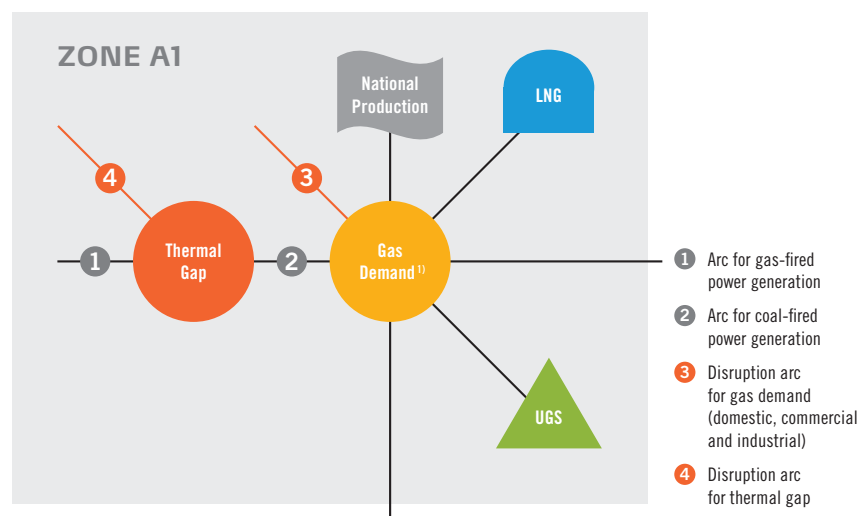 ZONE A1
National
Production
LNG
4
3
Thermal
Gap
Gas
Demand 1)
1
2
UGS
1 Arc for gas-fired
power generation
2 Arc for coal-fired
power generation
3 Disruption arc
for gas demand
(domestic, commercial
and industrial)
4 Disruption arc
for thermal gap